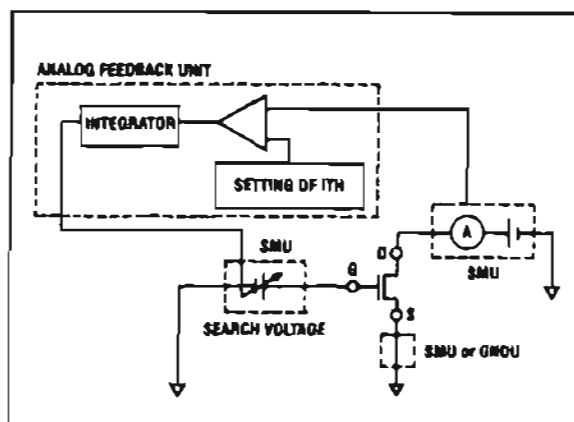 ANALOG FEEDBACK UNIT
INTEGRATOR
SETTING OF ITH
SMU
SEARCH VOLTAGE
G
D
S
A
SMU
SMU or GNDU